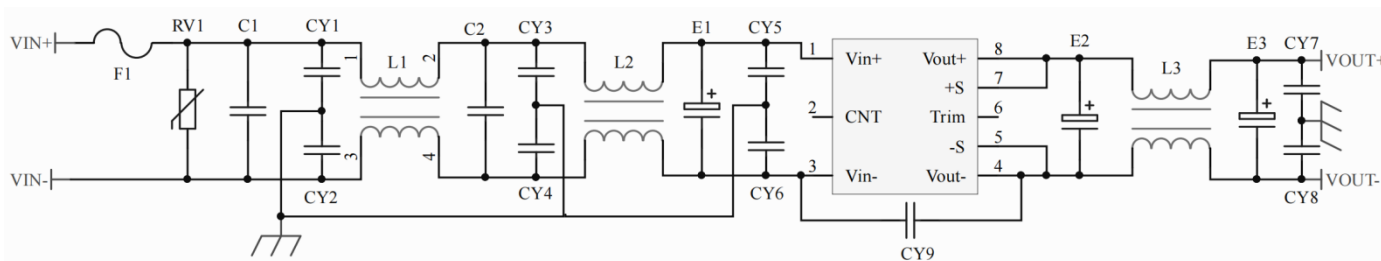 VIN+
F1
RV1
C1
CY1
1
2
L1
3
4
CY2
C2
CY3
CY4
L2
E1
CY5
CY6
+
1
Vin+
2
CNT
3
Vin-
Vout+
8
+S
7
Trim
6
-S
5
Vout-
4
CY9
E2
+
L3
E3
+
CY7
CY8
VOUT+
VOUT-
VIN-